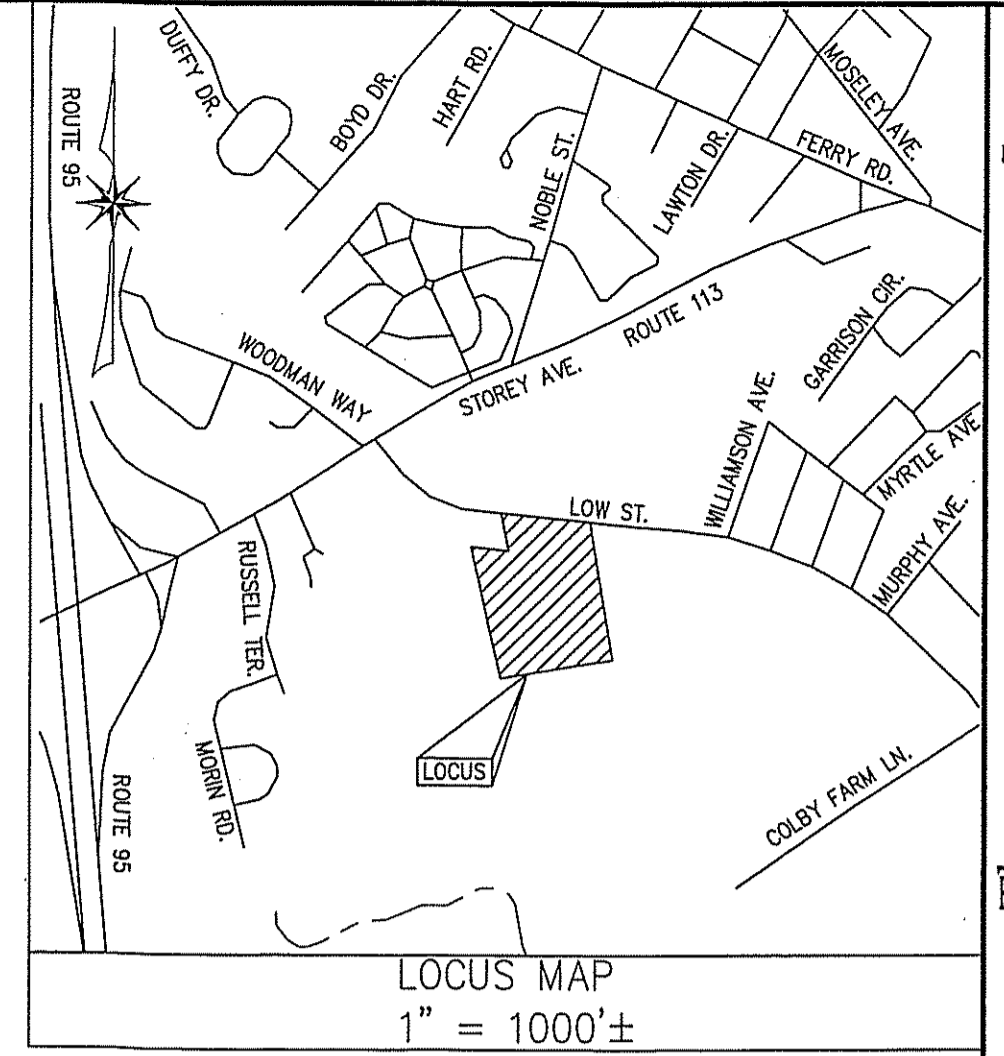 DUFFY DR.
BOYD DR.
HART RD.
MOSELEY AVE.
ROUTE 95
NOBLE ST.
LAWTON DR.
FERRY RD.
ROUTE 113
GARRISON CIR.
WOODMAN WAY
STOREY AVE.
WILLIAMSON AVE.
MYRTLE AVE
LOW ST.
MURPHY AVE.
RUSSELL TER.
LOCUS
MORIN RD.
ROUTE 95
COLBY FARM LN.
LOCUS MAP
1" = 1000'±